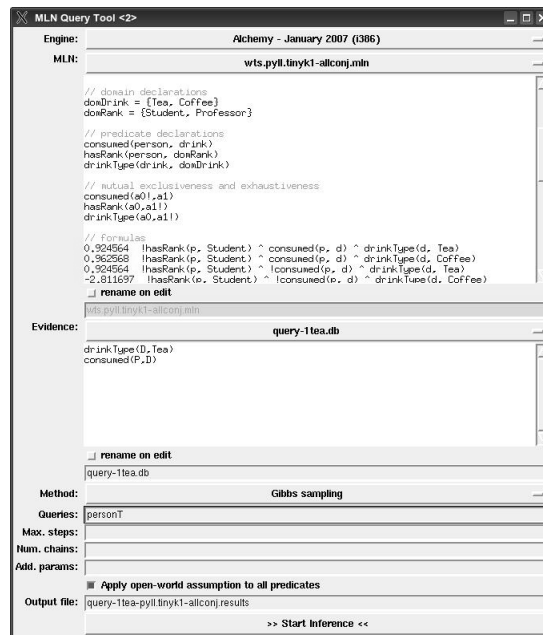 MLN Query Tool <2>
Engine: Alchemy - January 2007 (i386)
MLN: wts.pyll.tinyk1-allconj.mln
// domain declarations
domDrink = {Tea, Coffee}
domRank = {Student, Professor}
// predicate declarations
consumed(person, drink)
hasRank(person, domRank)
drinkType(drink, domDrink)
// mutual exclusiveness and exhaustiveness
consumed(a0!,a1)
hasRank(a0,a1!)
drinkType(a0,a1!)
// formulas
0.924564 !hasRank(p, Student) ^ consumed(p, d) ^ drinkType(d, Tea)
0.962568 !hasRank(p, Student) ^ consumed(p, d) ^ drinkType(d, Coffee)
0.924564 !hasRank(p, Student) ^ !consumed(p, d) ^ drinkType(d, Tea)
-2.811697 !hasRank(p, Student) ^ !consumed(p, d) ^ drinkType(d, Coffee)
rename on edit
wts.pyll.tinyk1-allconj.mln
Evidence: query-1tea.db
drinkType(D,Tea)
consumed(P,D)
rename on edit
query-1tea.db
Method: Gibbs sampling
Queries: personT
Max. steps:
Num. chains:
Add. params:
Apply open-world assumption to all predicates
Output file: query-1tea-pyll.tinyk1-allconj.results
>> Start Inference <<